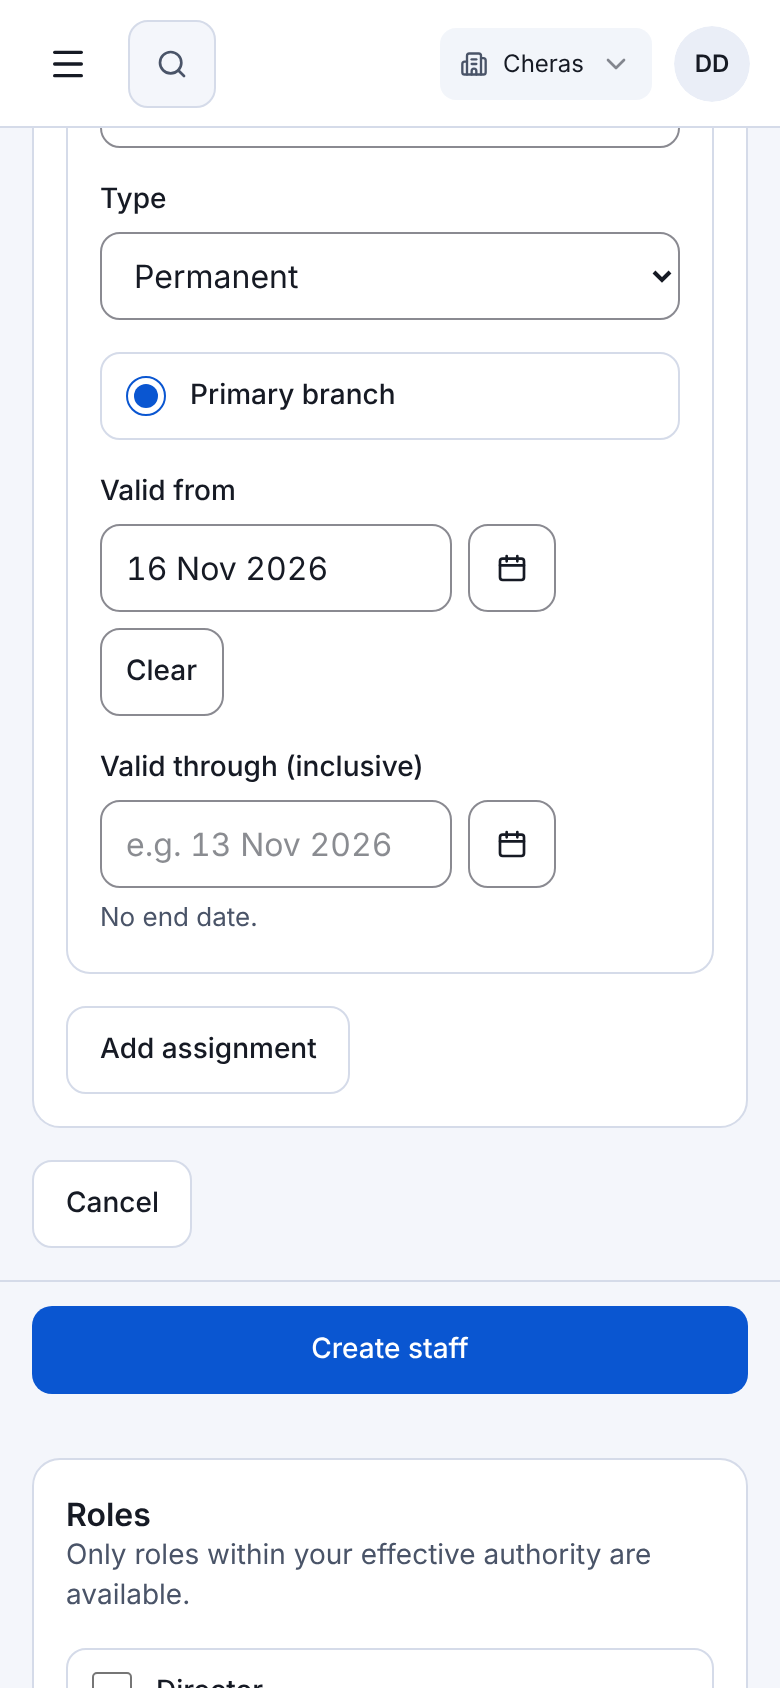 Cheras
DD
Type
Permanent
Primary branch
Valid from
16 Nov 2026
Clear
Valid through (inclusive)
e.g. 13 Nov 2026
No end date.
Add assignment
Cancel
Create staff
Roles
Only roles within your effective authority are
available.
Director